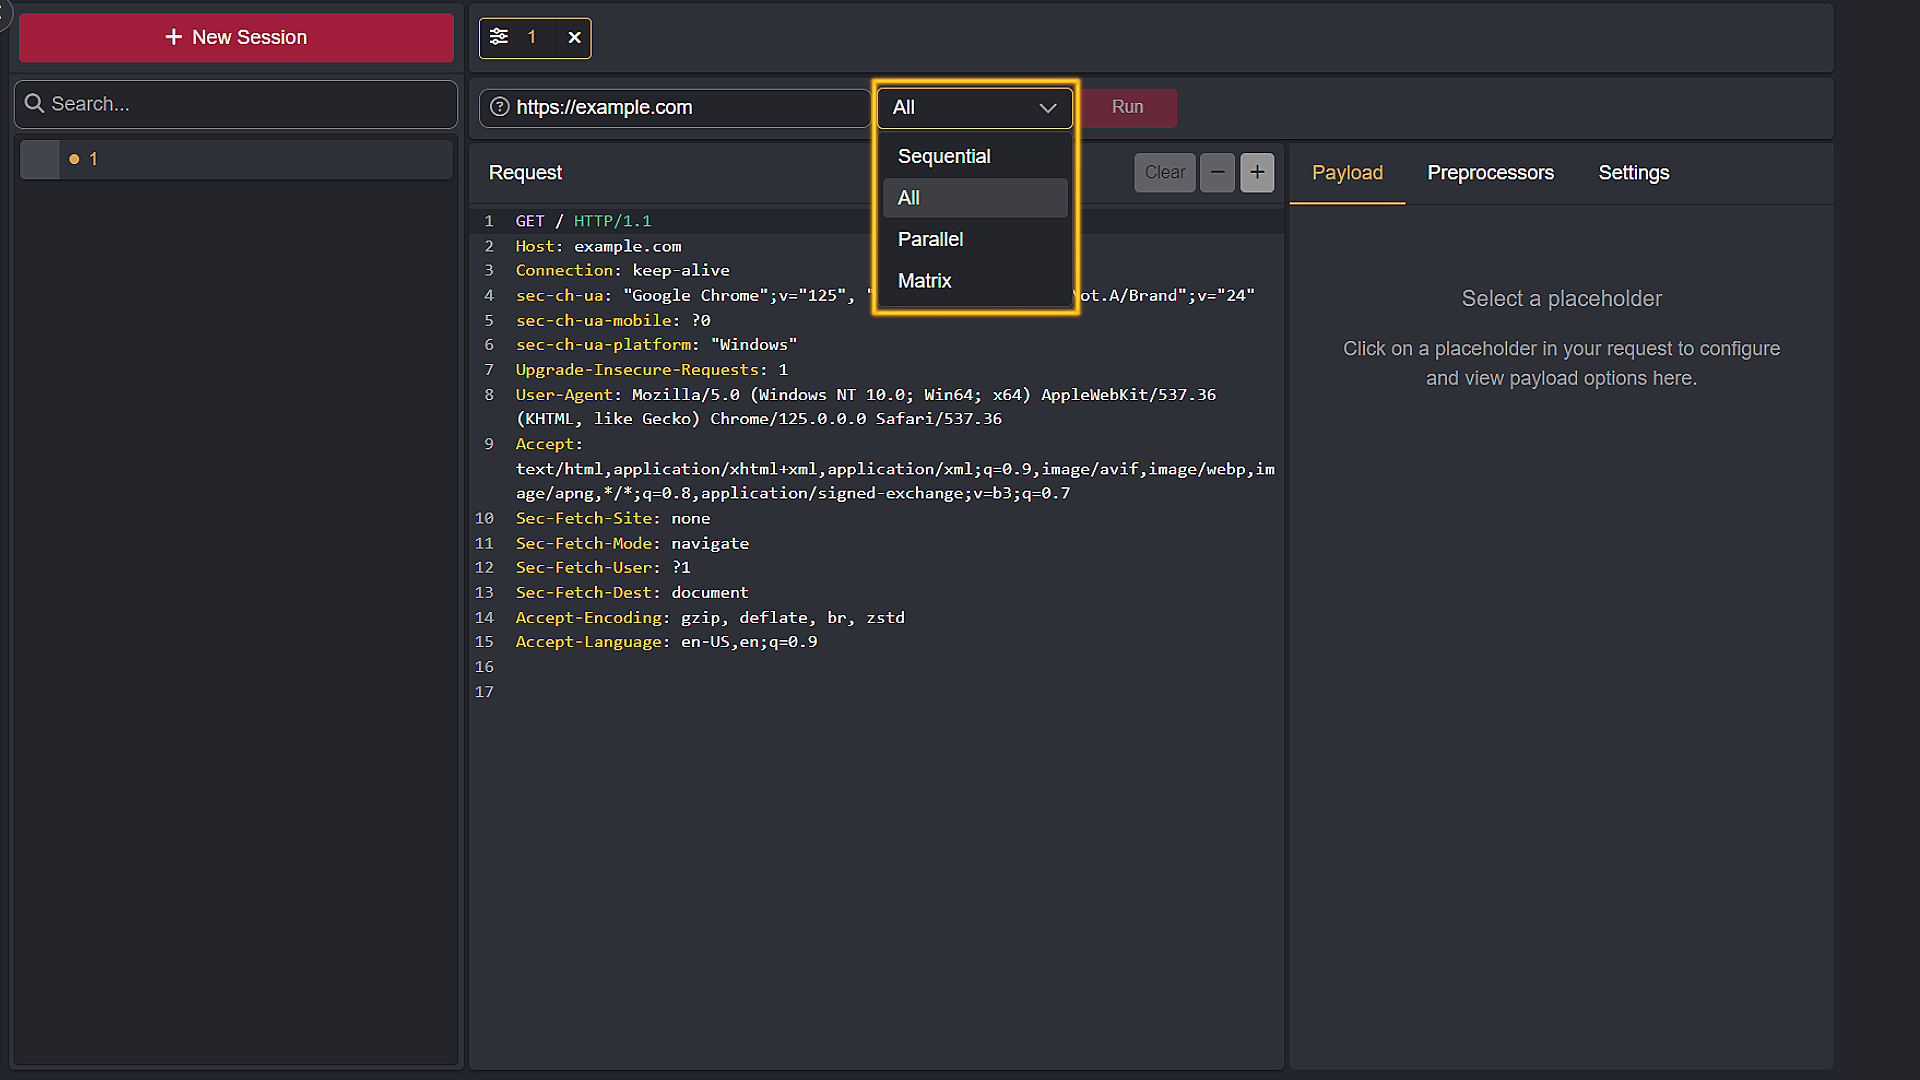 + New Session
Search...
1
1
https://example.com
All
Run
Sequential
All
Parallel
Matrix
Request
Clear
1 GET / HTTP/1.1
2 Host: example.com
3 Connection: keep-alive
4 sec-ch-ua: "Google Chrome";v="125", " ot.A/Brand";v="24"
5 sec-ch-ua-mobile: ?0
6 sec-ch-ua-platform: "Windows"
7 Upgrade-Insecure-Requests: 1
8 User-Agent: Mozilla/5.0 (Windows NT 10.0; Win64; x64) AppleWebKit/537.36
(KHTML, like Gecko) Chrome/125.0.0.0 Safari/537.36
9 Accept:
text/html,application/xhtml+xml,application/xml;q=0.9,image/avif,image/webp,im
age/apng,*/*;q=0.8,application/signed-exchange;v=b3;q=0.7
10 Sec-Fetch-Site: none
11 Sec-Fetch-Mode: navigate
12 Sec-Fetch-User: ?1
13 Sec-Fetch-Dest: document
14 Accept-Encoding: gzip, deflate, br, zstd
15 Accept-Language: en-US,en;q=0.9
16
17
Payload Preprocessors Settings
Select a placeholder
Click on a placeholder in your request to configure
and view payload options here.